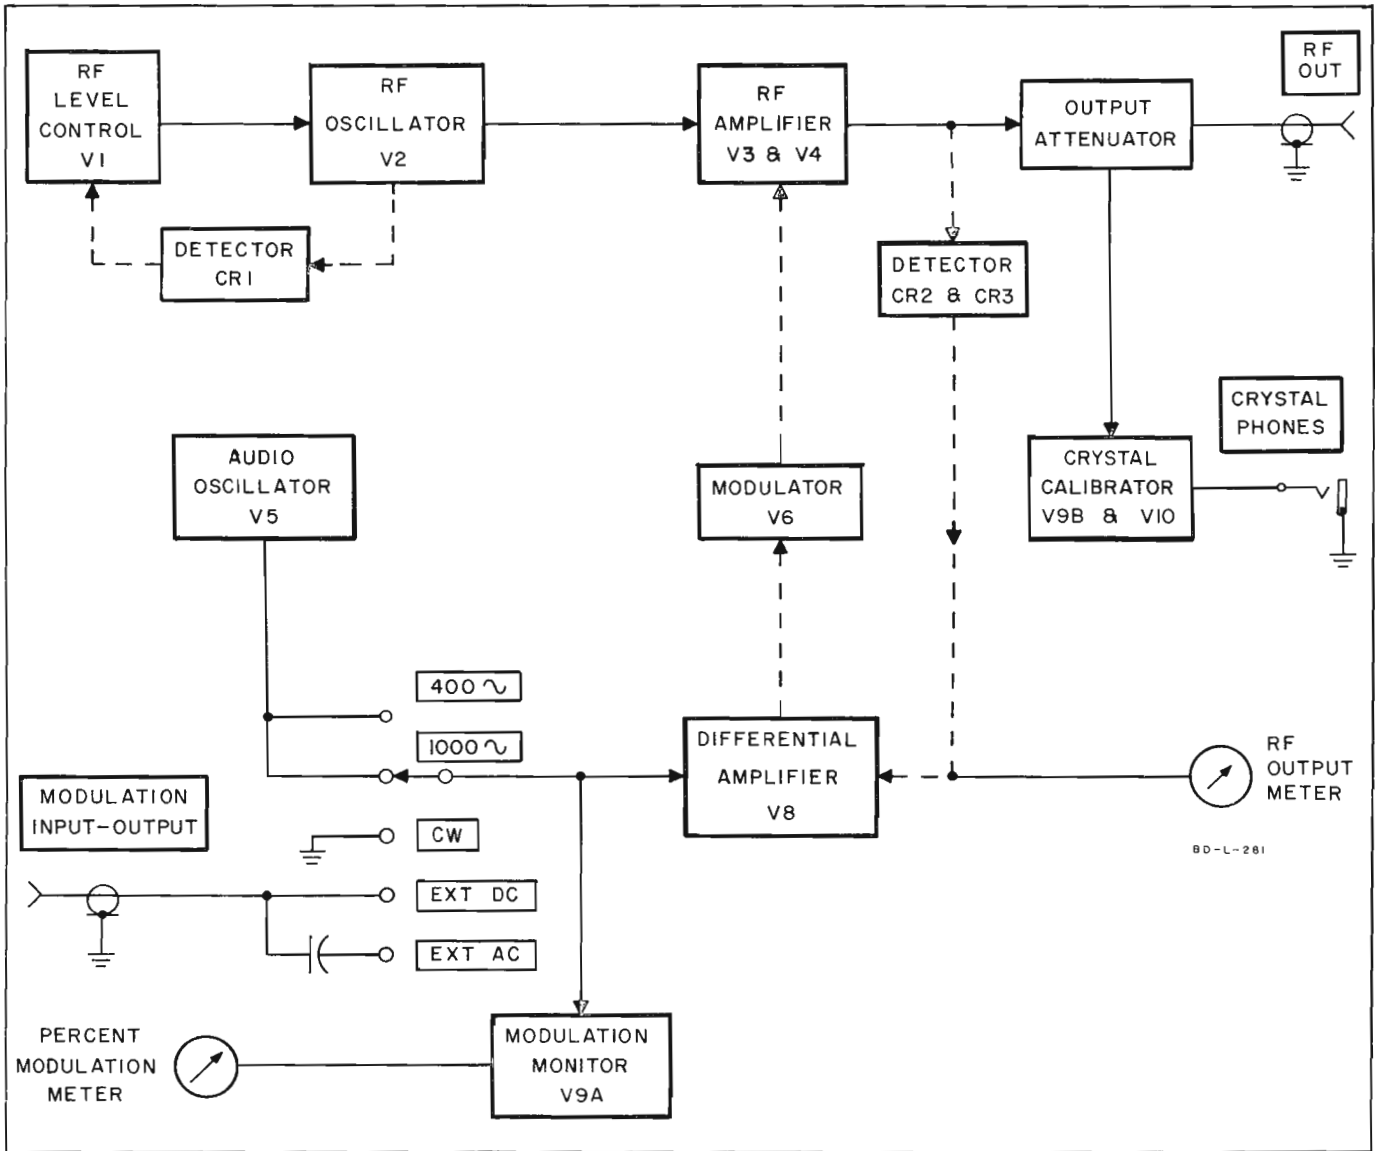 RF
LEVEL
CONTROL
V1
RF
OSCILLATOR
V2
RF
AMPLIFIER
V3 & V4
OUTPUT
ATTENUATOR
RF
OUT
DETECTOR
CR1
DETECTOR
CR2 & CR3
CRYSTAL
PHONES
AUDIO
OSCILLATOR
V5
MODULATOR
V6
CRYSTAL
CALIBRATOR
V9B & V10
400 ∿
1000 ∿
DIFFERENTIAL
AMPLIFIER
V8
RF
OUTPUT
METER
MODULATION
INPUT-OUTPUT
CW
BD-L-281
EXT DC
EXT AC
PERCENT
MODULATION
METER
MODULATION
MONITOR
V9A